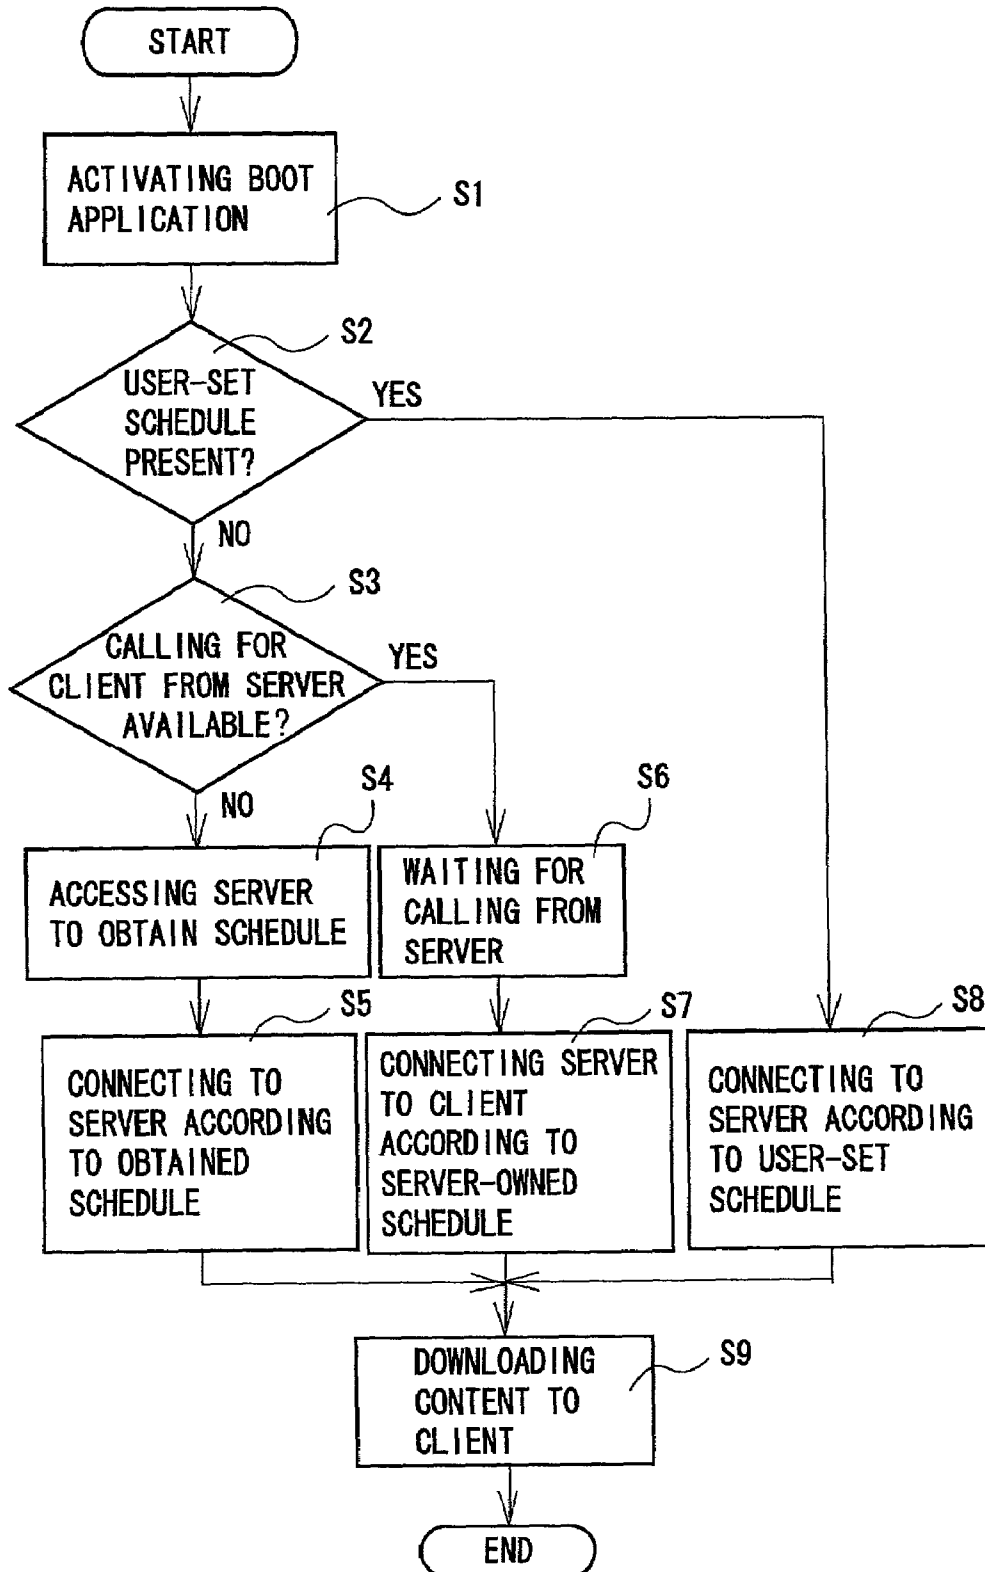 START
ACTIVATING BOOT
APPLICATION
S1
S2
USER-SET
SCHEDULE
PRESENT?
YES
NO
S3
CALLING FOR
CLIENT FROM SERVER
AVAILABLE?
YES
NO
S4
ACCESSING SERVER
TO OBTAIN SCHEDULE
S6
WAITING FOR
CALLING FROM
SERVER
S5
CONNECTING TO
SERVER ACCORDING
TO OBTAINED
SCHEDULE
S7
CONNECTING SERVER
TO CLIENT
ACCORDING TO
SERVER-OWNED
SCHEDULE
S8
CONNECTING TO
SERVER ACCORDING
TO USER-SET
SCHEDULE
S9
DOWNLOADING
CONTENT TO
CLIENT
END